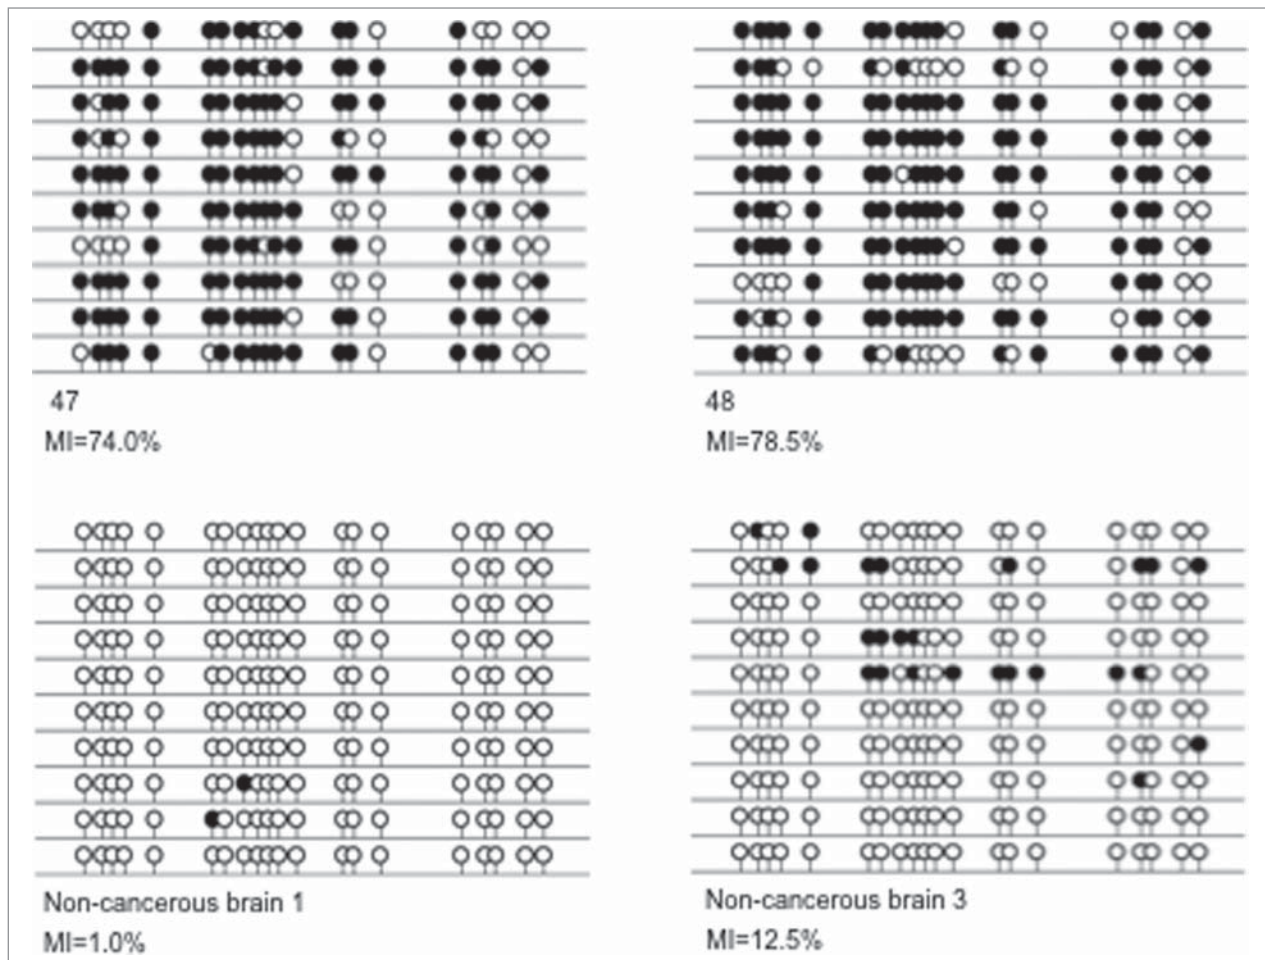 47
MI=74.0%
48
MI=78.5%
Non-cancerous brain 1
MI=1.0%
Non-cancerous brain 3
MI=12.5%